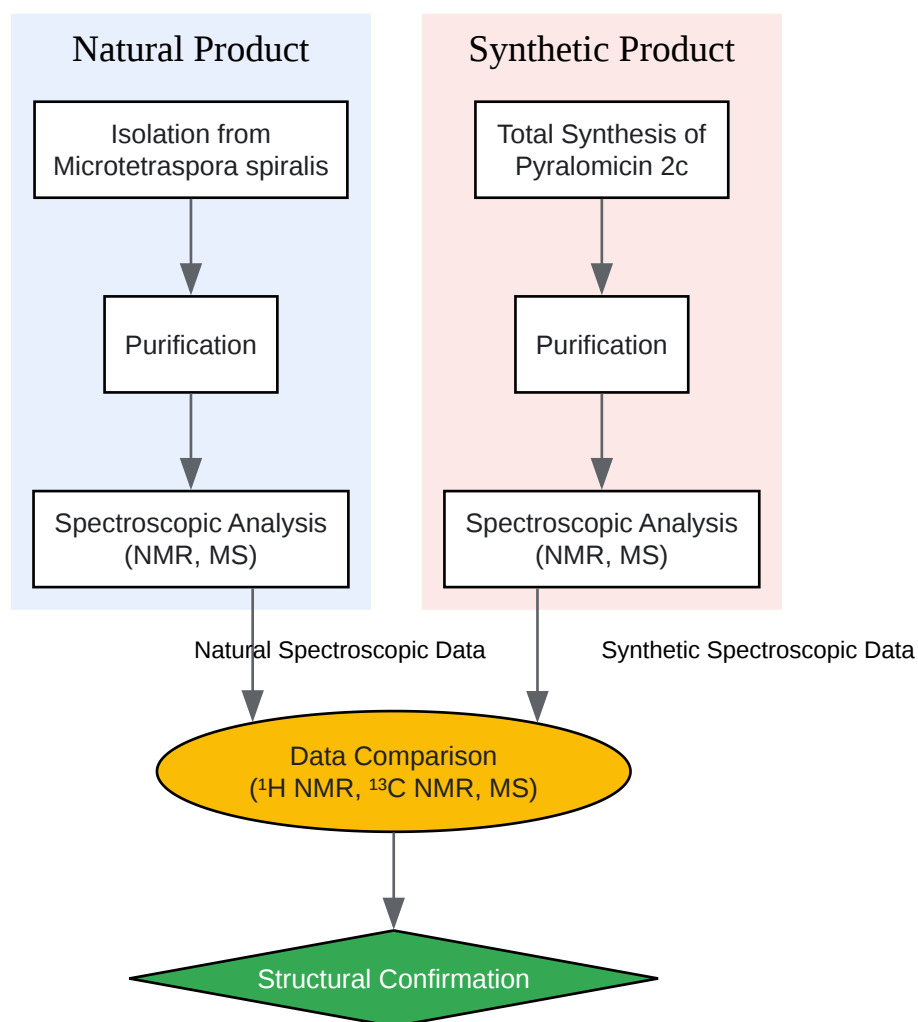 Natural Product
Isolation from
Microtetraspora spiralis
Purification
Spectroscopic Analysis
(NMR, MS)
Natural Spectroscopic Data
Synthetic Product
Total Synthesis of
Pyralomicin 2c
Purification
Spectroscopic Analysis
(NMR, MS)
Synthetic Spectroscopic Data
Data Comparison
(¹H NMR, ¹³C NMR, MS)
Structural Confirmation